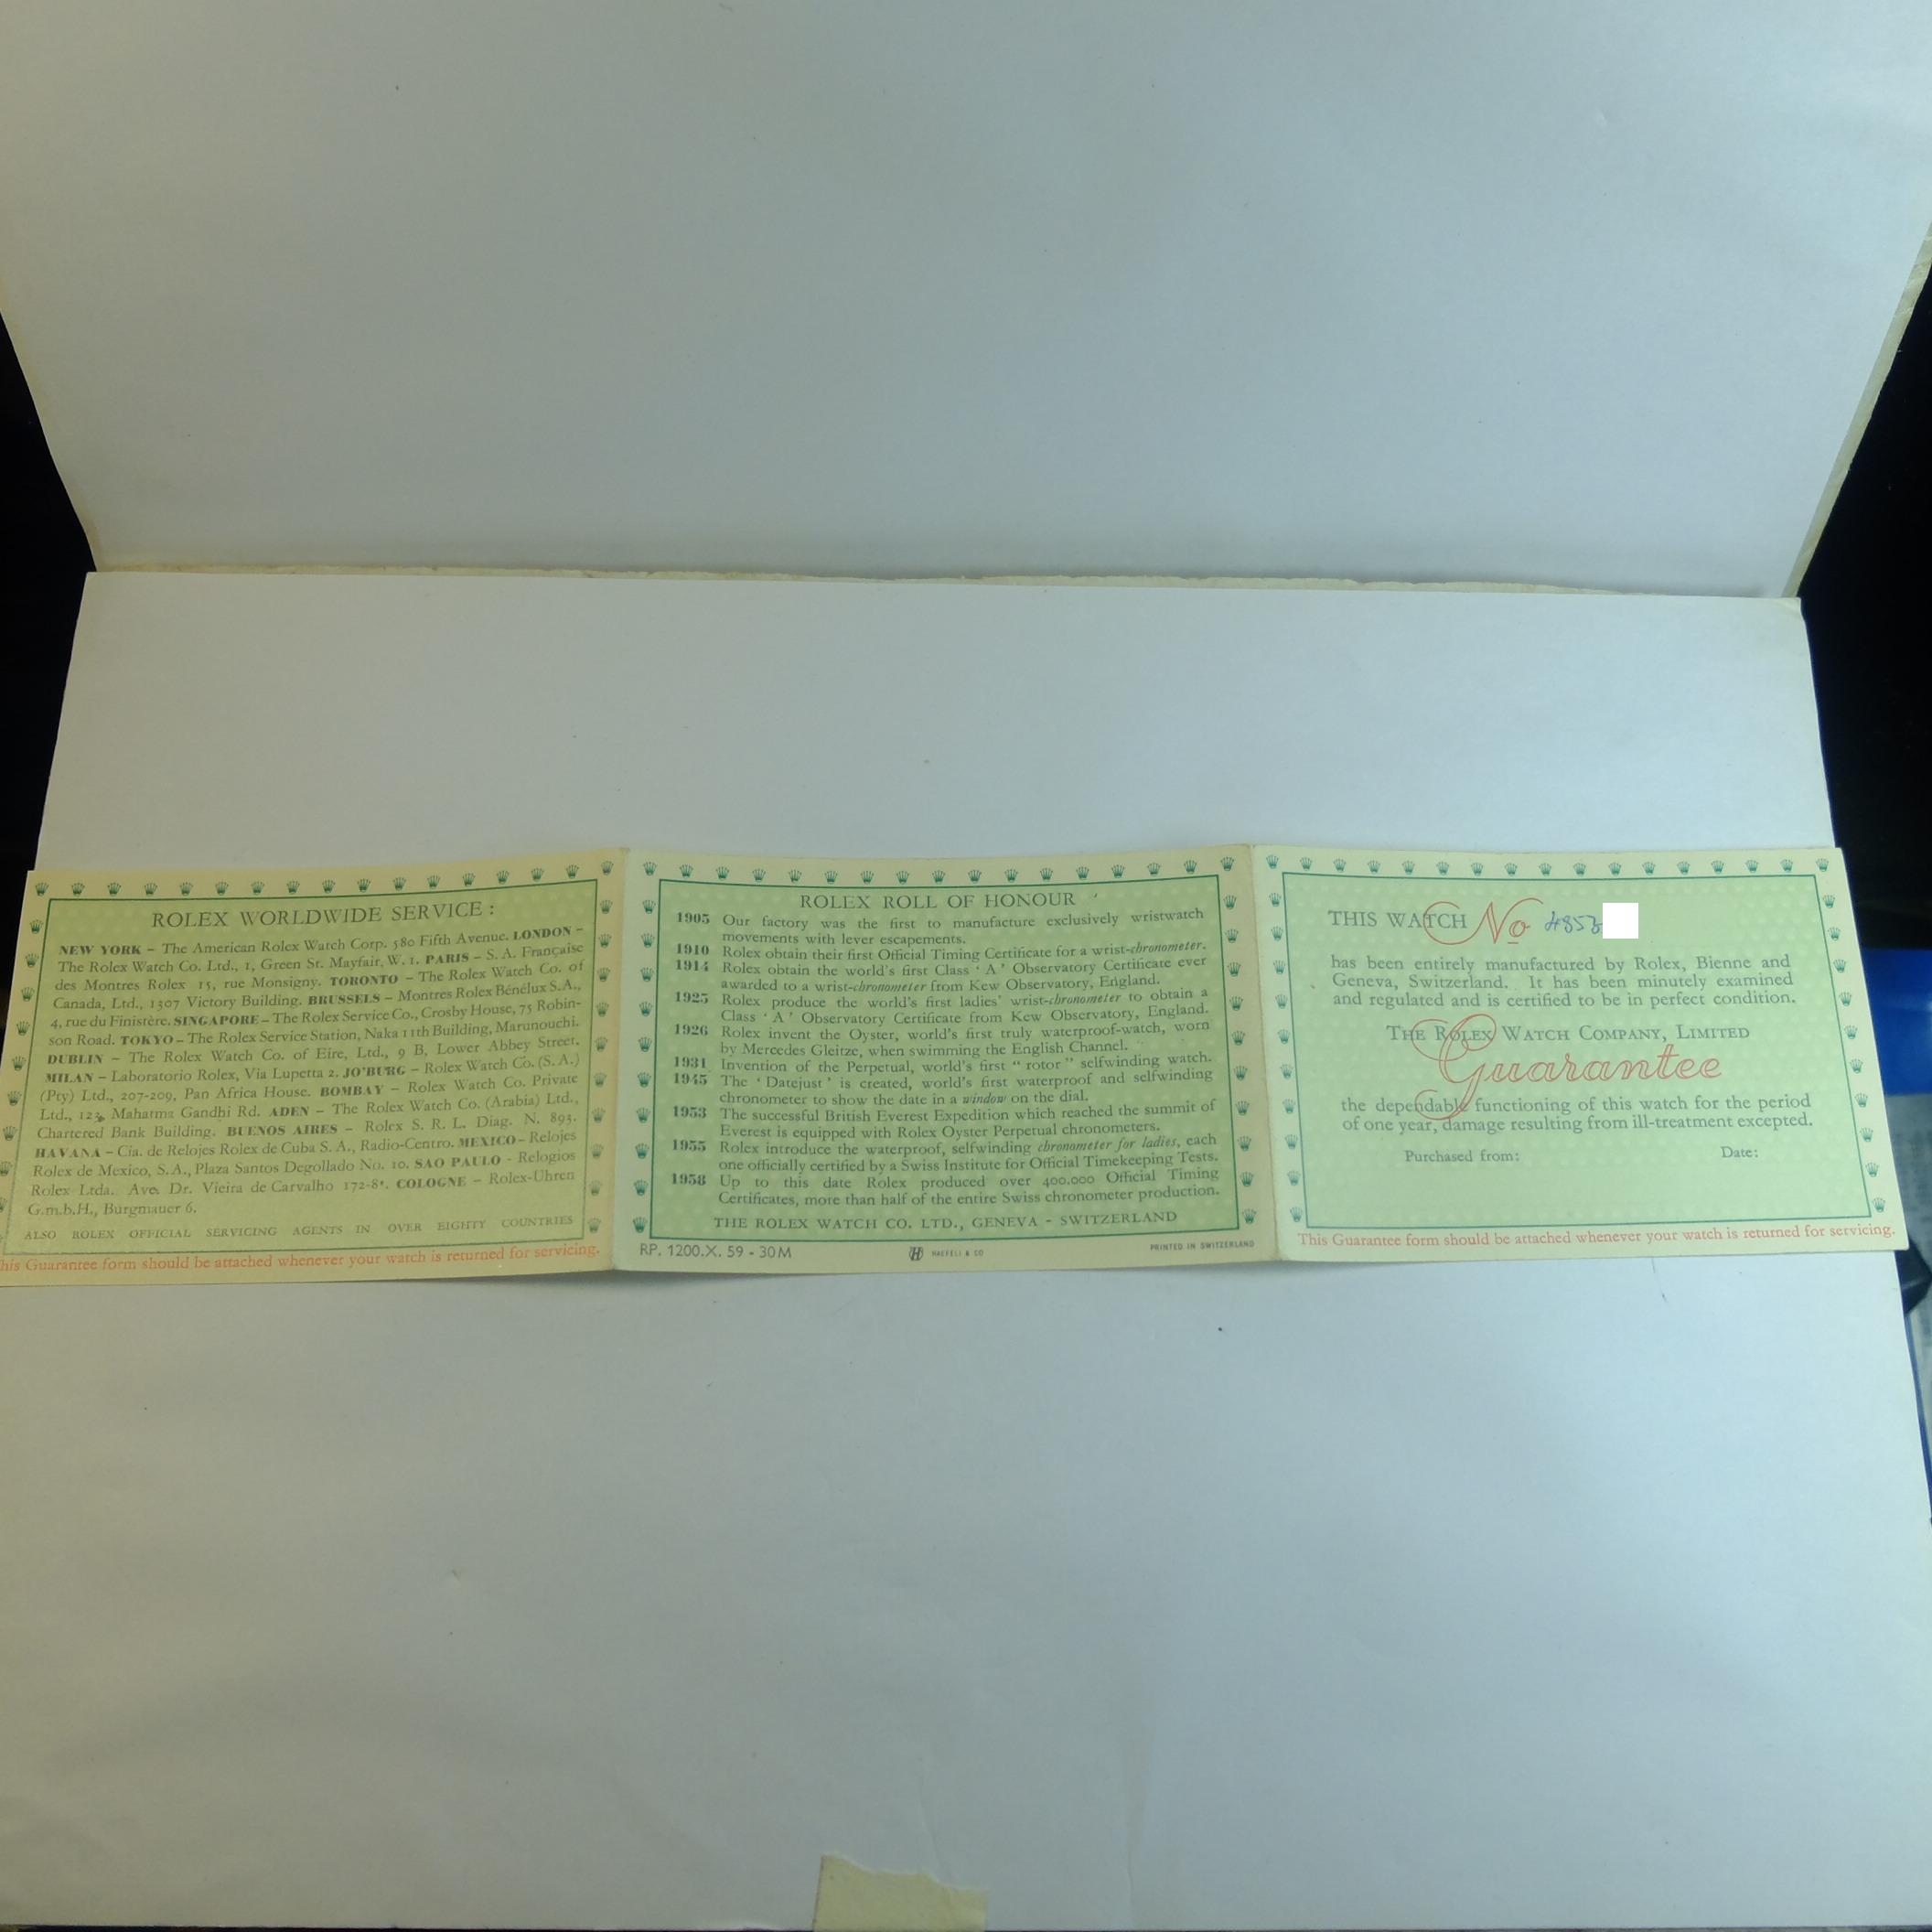 ROLEX WORLDWIDE SERVICE :
NEW YORK – The American Rolex Watch Corp. 580 Fifth Avenue. LONDON –
The Rolex Watch Co. Ltd., 1, Green St. Mayfair, W. 1. PARIS – S. A. Française
des Montres Rolex 15, rue Monsigny. TORONTO – The Rolex Watch Co. of
Canada, Ltd., 1307 Victory Building. BRUSSELS – Montres Rolex Bénélux S.A.,
4, rue du Finistère. SINGAPORE – The Rolex Service Co., Crosby House, 75 Robin-
son Road. TOKYO – The Rolex Service Station, Naka 11th Building, Marunouchi.
DUBLIN – The Rolex Watch Co. of Eire, Ltd., 9 B, Lower Abbey Street.
MILAN – Laboratorio Rolex, Via Lupetta 2. JO'BURG – Rolex Watch Co. (S. A.)
(Pty) Ltd., 207-209, Pan Africa House. BOMBAY – Rolex Watch Co. Private
Ltd., 123, Mahatma Gandhi Rd. ADEN – The Rolex Watch Co. (Arabia) Ltd.,
Chartered Bank Building. BUENOS AIRES – Rolex S. R. L. Diag. N. 893.
HAVANA – Cia. de Relojes Rolex de Cuba S. A., Radio-Centro. MEXICO – Relojes
Rolex de Mexico, S.A., Plaza Santos Degollado No. 10. SAO PAULO - Relogios
Rolex Ltda. Ave. Dr. Vieira de Carvalho 172-8°. COLOGNE – Rolex-Uhren
G.m.b.H., Burgmauer 6.
ALSO ROLEX OFFICIAL SERVICING AGENTS IN OVER EIGHTY COUNTRIES
his Guarantee form should be attached whenever your watch is returned for servicing.
ROLEX ROLL OF HONOUR
1905 Our factory was the first to manufacture exclusively wristwatch
movements with lever escapements.
1910 Rolex obtain their first Official Timing Certificate for a wrist-chronometer.
1914 Rolex obtain the world's first Class ' A ' Observatory Certificate ever
awarded to a wrist-chronometer from Kew Observatory, England.
1925 Rolex produce the world's first ladies' wrist-chronometer to obtain a
Class ' A ' Observatory Certificate from Kew Observatory, England.
1926 Rolex invent the Oyster, world's first truly waterproof-watch, worn
by Mercedes Gleitze, when swimming the English Channel.
1931 Invention of the Perpetual, world's first " rotor " selfwinding watch.
1945 The ' Datejust ' is created, world's first waterproof and selfwinding
chronometer to show the date in a window on the dial.
1953 The successful British Everest Expedition which reached the summit of
Everest is equipped with Rolex Oyster Perpetual chronometers.
1955 Rolex introduce the waterproof, selfwinding chronometer for ladies, each
one officially certified by a Swiss Institute for Official Timekeeping Tests.
1958 Up to this date Rolex produced over 400.000 Official Timing
Certificates, more than half of the entire Swiss chronometer production.
THE ROLEX WATCH CO. LTD., GENEVA - SWITZERLAND
RP. 1200.X. 59 - 30 M HAEFELI & CO PRINTED IN SWITZERLAND
THIS WATCH No
has been entirely manufactured by Rolex, Bienne and
Geneva, Switzerland. It has been minutely examined
and regulated and is certified to be in perfect condition.
THE ROLEX WATCH COMPANY, LIMITED
Guarantee
the dependable functioning of this watch for the period
of one year, damage resulting from ill-treatment excepted.
Purchased from: Date:
This Guarantee form should be attached whenever your watch is returned for servicing.